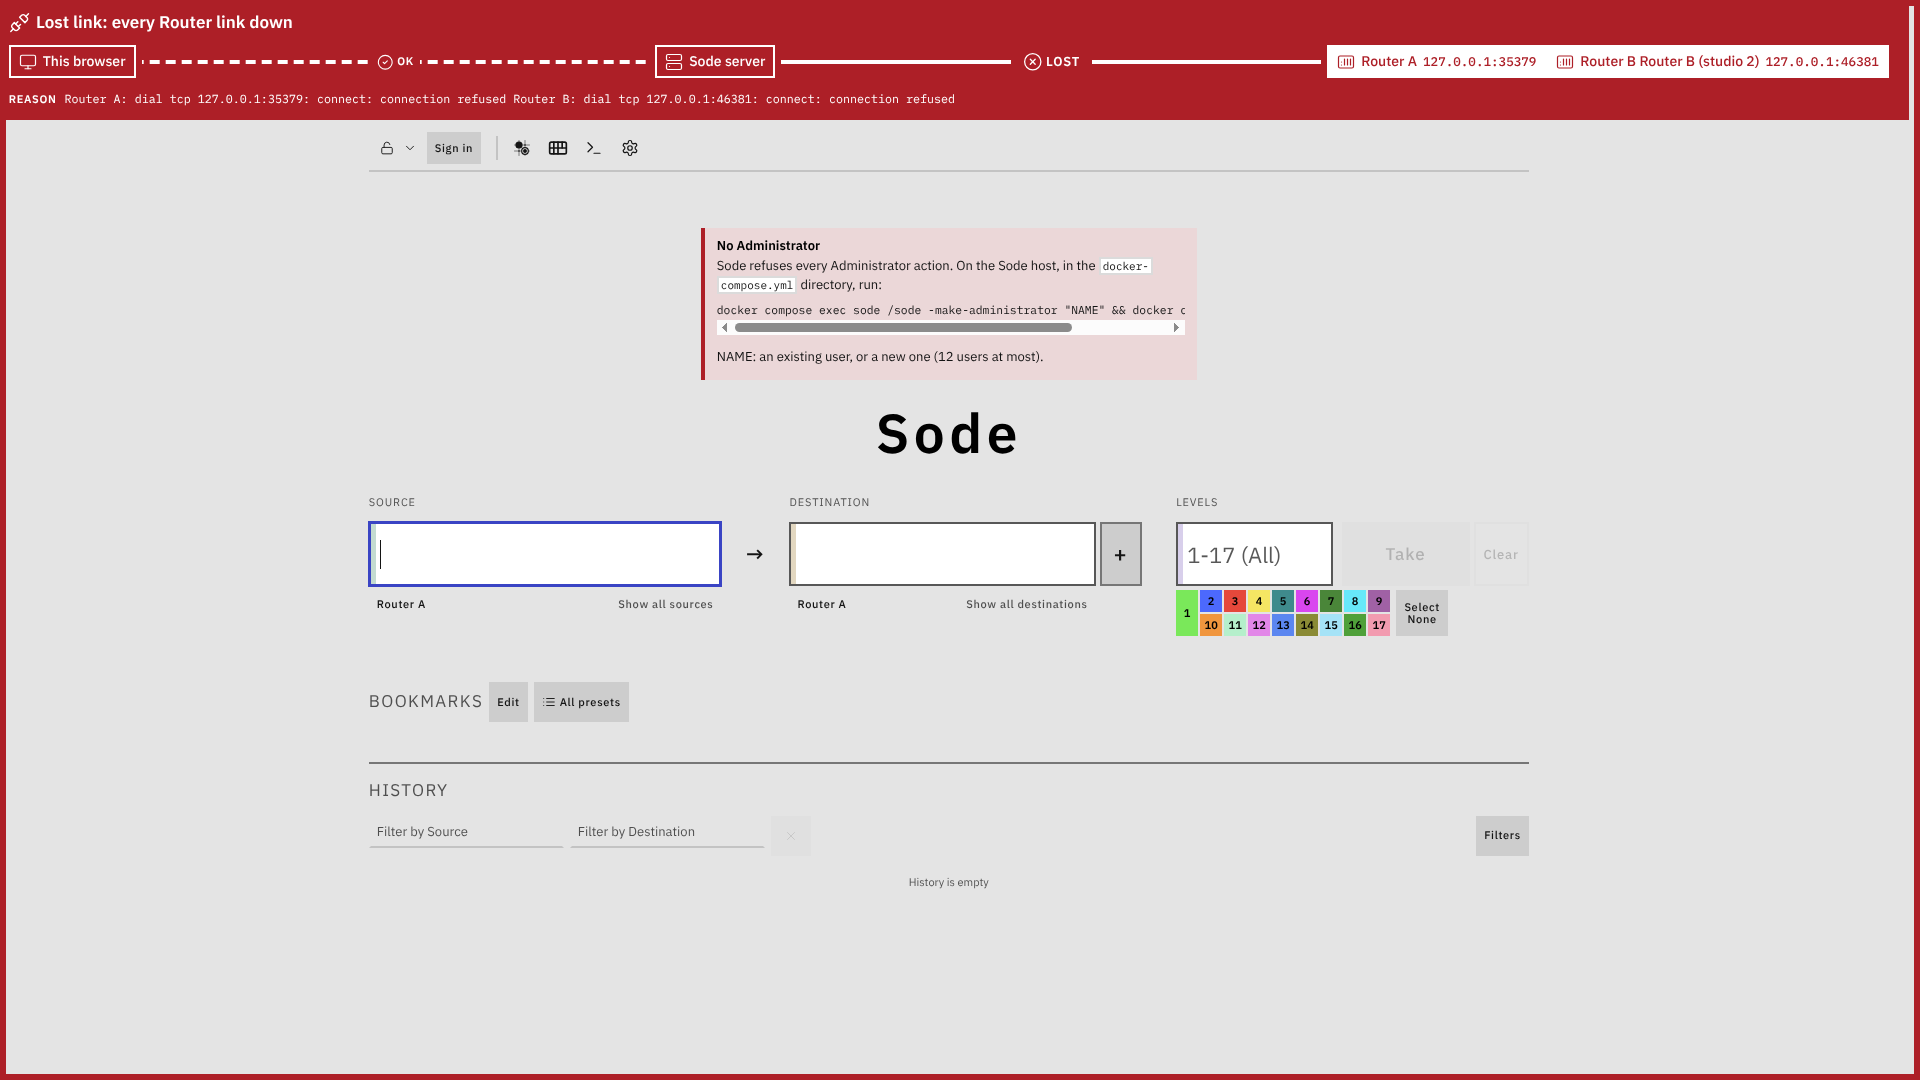 Lost link: every Router link down
This browser
OK
Sode server
LOST
Router A 127.0.0.1:35379
Router B Router B (studio 2) 127.0.0.1:46381
REASON Router A: dial tcp 127.0.0.1:35379: connect: connection refused Router B: dial tcp 127.0.0.1:46381: connect: connection refused
Sign in
No Administrator
Sode refuses every Administrator action. On the Sode host, in the docker-
compose.yml directory, run:
docker compose exec sode /sode -make-administrator "NAME" && docker c
NAME: an existing user, or a new one (12 users at most).
Sode
SOURCE
DESTINATION
LEVELS
→
+
1-17 (All)
Take
Clear
Router A
Show all sources
Router A
Show all destinations
1
2 3 4 5 6 7 8 9
10 11 12 13 14 15 16 17
Select
None
BOOKMARKS
Edit
All presets
HISTORY
Filter by Source
Filter by Destination
Filters
History is empty